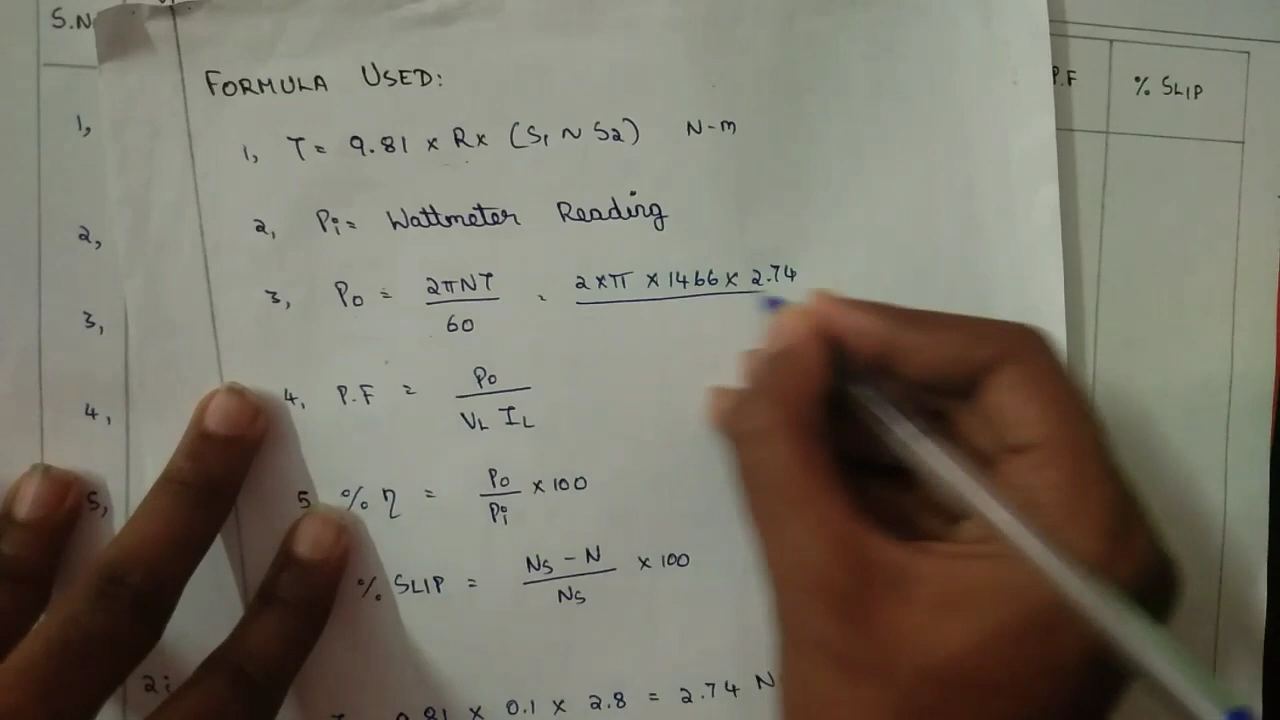 S.N
P.F
% SLIP
FORMULA USED:
1, T = 9.81 × R× (S₁ ~ S₂) N-m
2, Pi = Wattmeter Reading
3, Po = 2πNT / 60 = 2×π × 1466 × 2.74
4, P.F = Po / VL IL
5 % η = Po / Pi × 100
% SLIP = Ns - N / Ns × 100
2:
81 × 0.1 × 2.8 = 2.74 N
1,
2,
3,
4,
5,